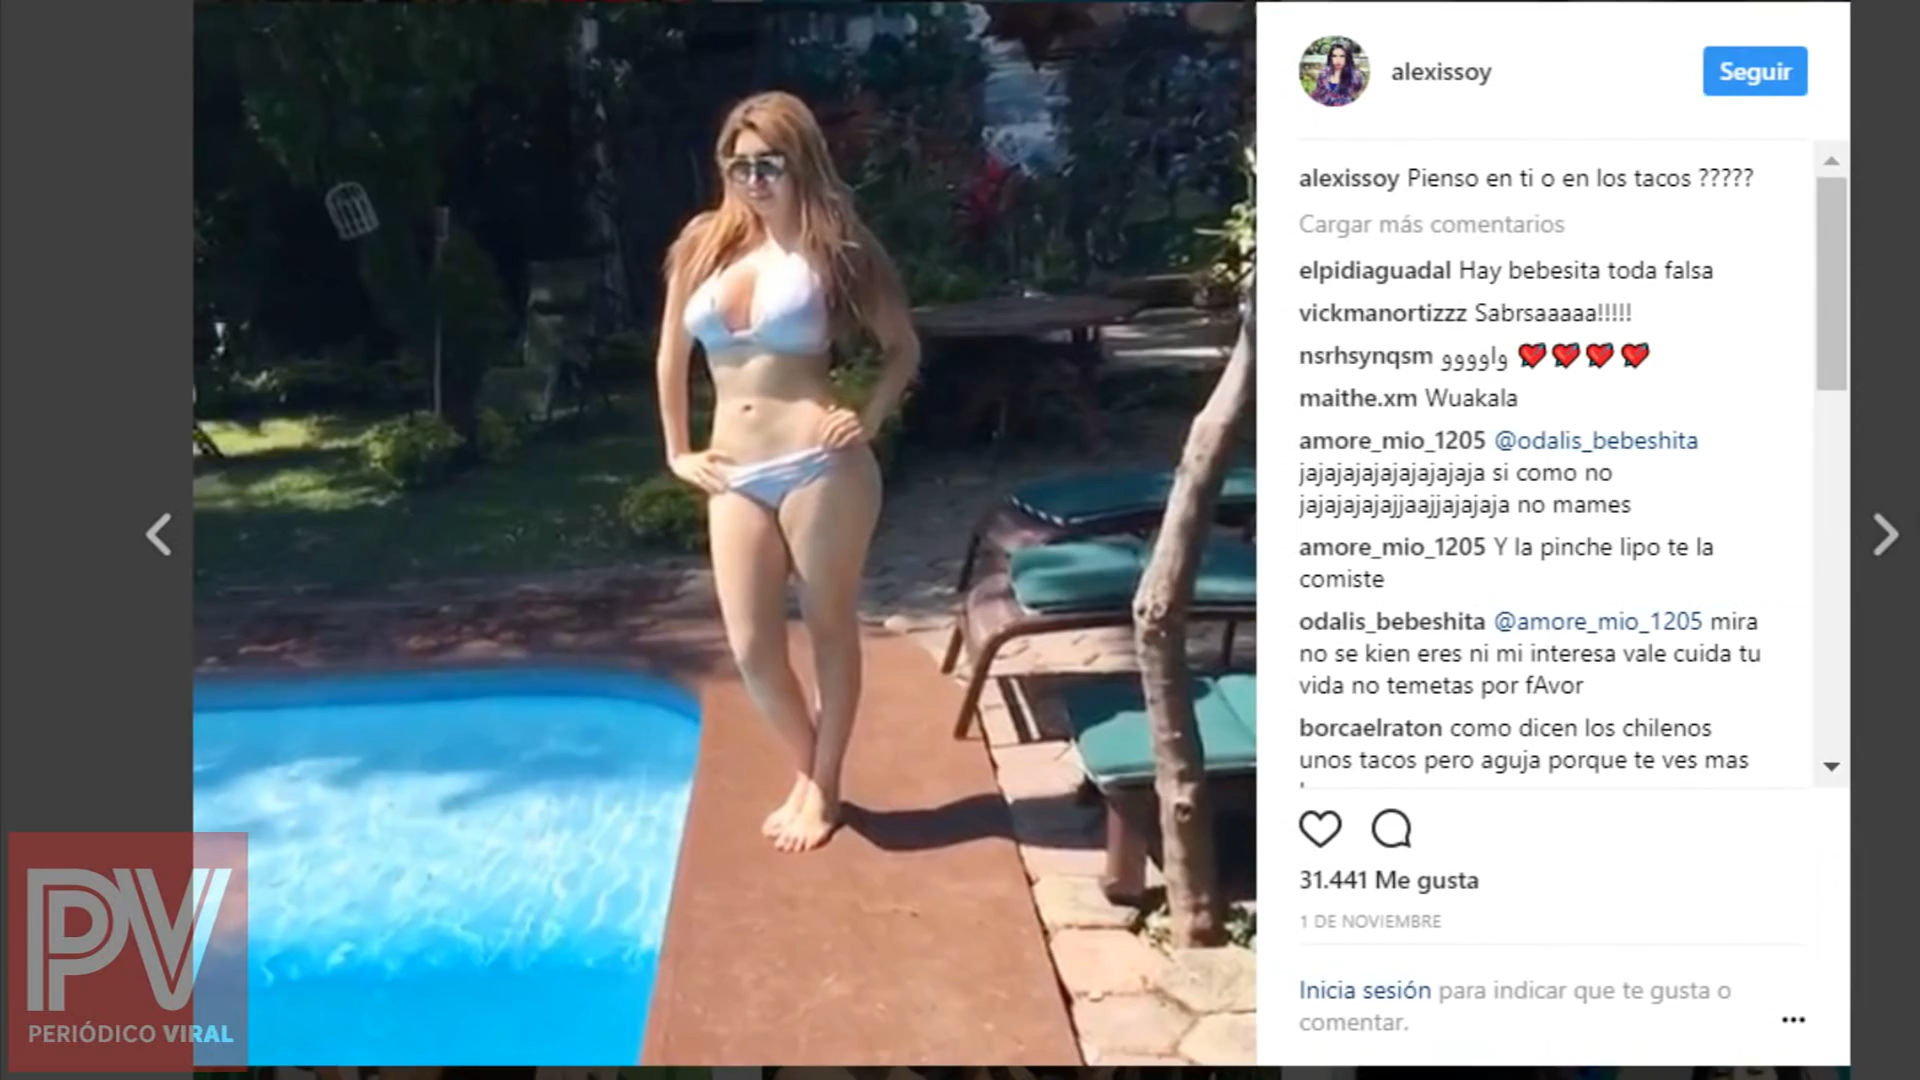 alexissoy
Seguir
alexissoy Pienso en ti o en los tacos ?????
Cargar más comentarios
elpidiaguadal Hay bebesita toda falsa
vickmanortizzz Sabrsaaaaa!!!!!
nsrhsynqsm واوووو
maithe.xm Wuakala
amore_mio_1205 @odalis_bebeshita
jajajajajajajajajaja si como no
jajajajajajjaajjajajaja no mames
amore_mio_1205 Y la pinche lipo te la
comiste
odalis_bebeshita @amore_mio_1205 mira
no se kien eres ni mi interesa vale cuida tu
vida no temetas por fAvor
borcaelraton como dicen los chilenos
unos tacos pero aguja porque te ves mas
31.441 Me gusta
1 DE NOVIEMBRE
Inicia sesión para indicar que te gusta o
comentar.
PV
PERIÓDICO VIRAL